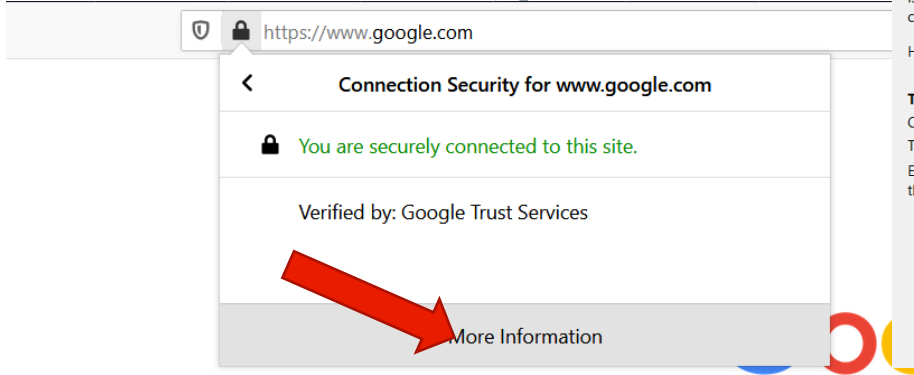 https://www.google.com
Connection Security for www.google.com
You are securely connected to this site.
Verified by: Google Trust Services
More Information